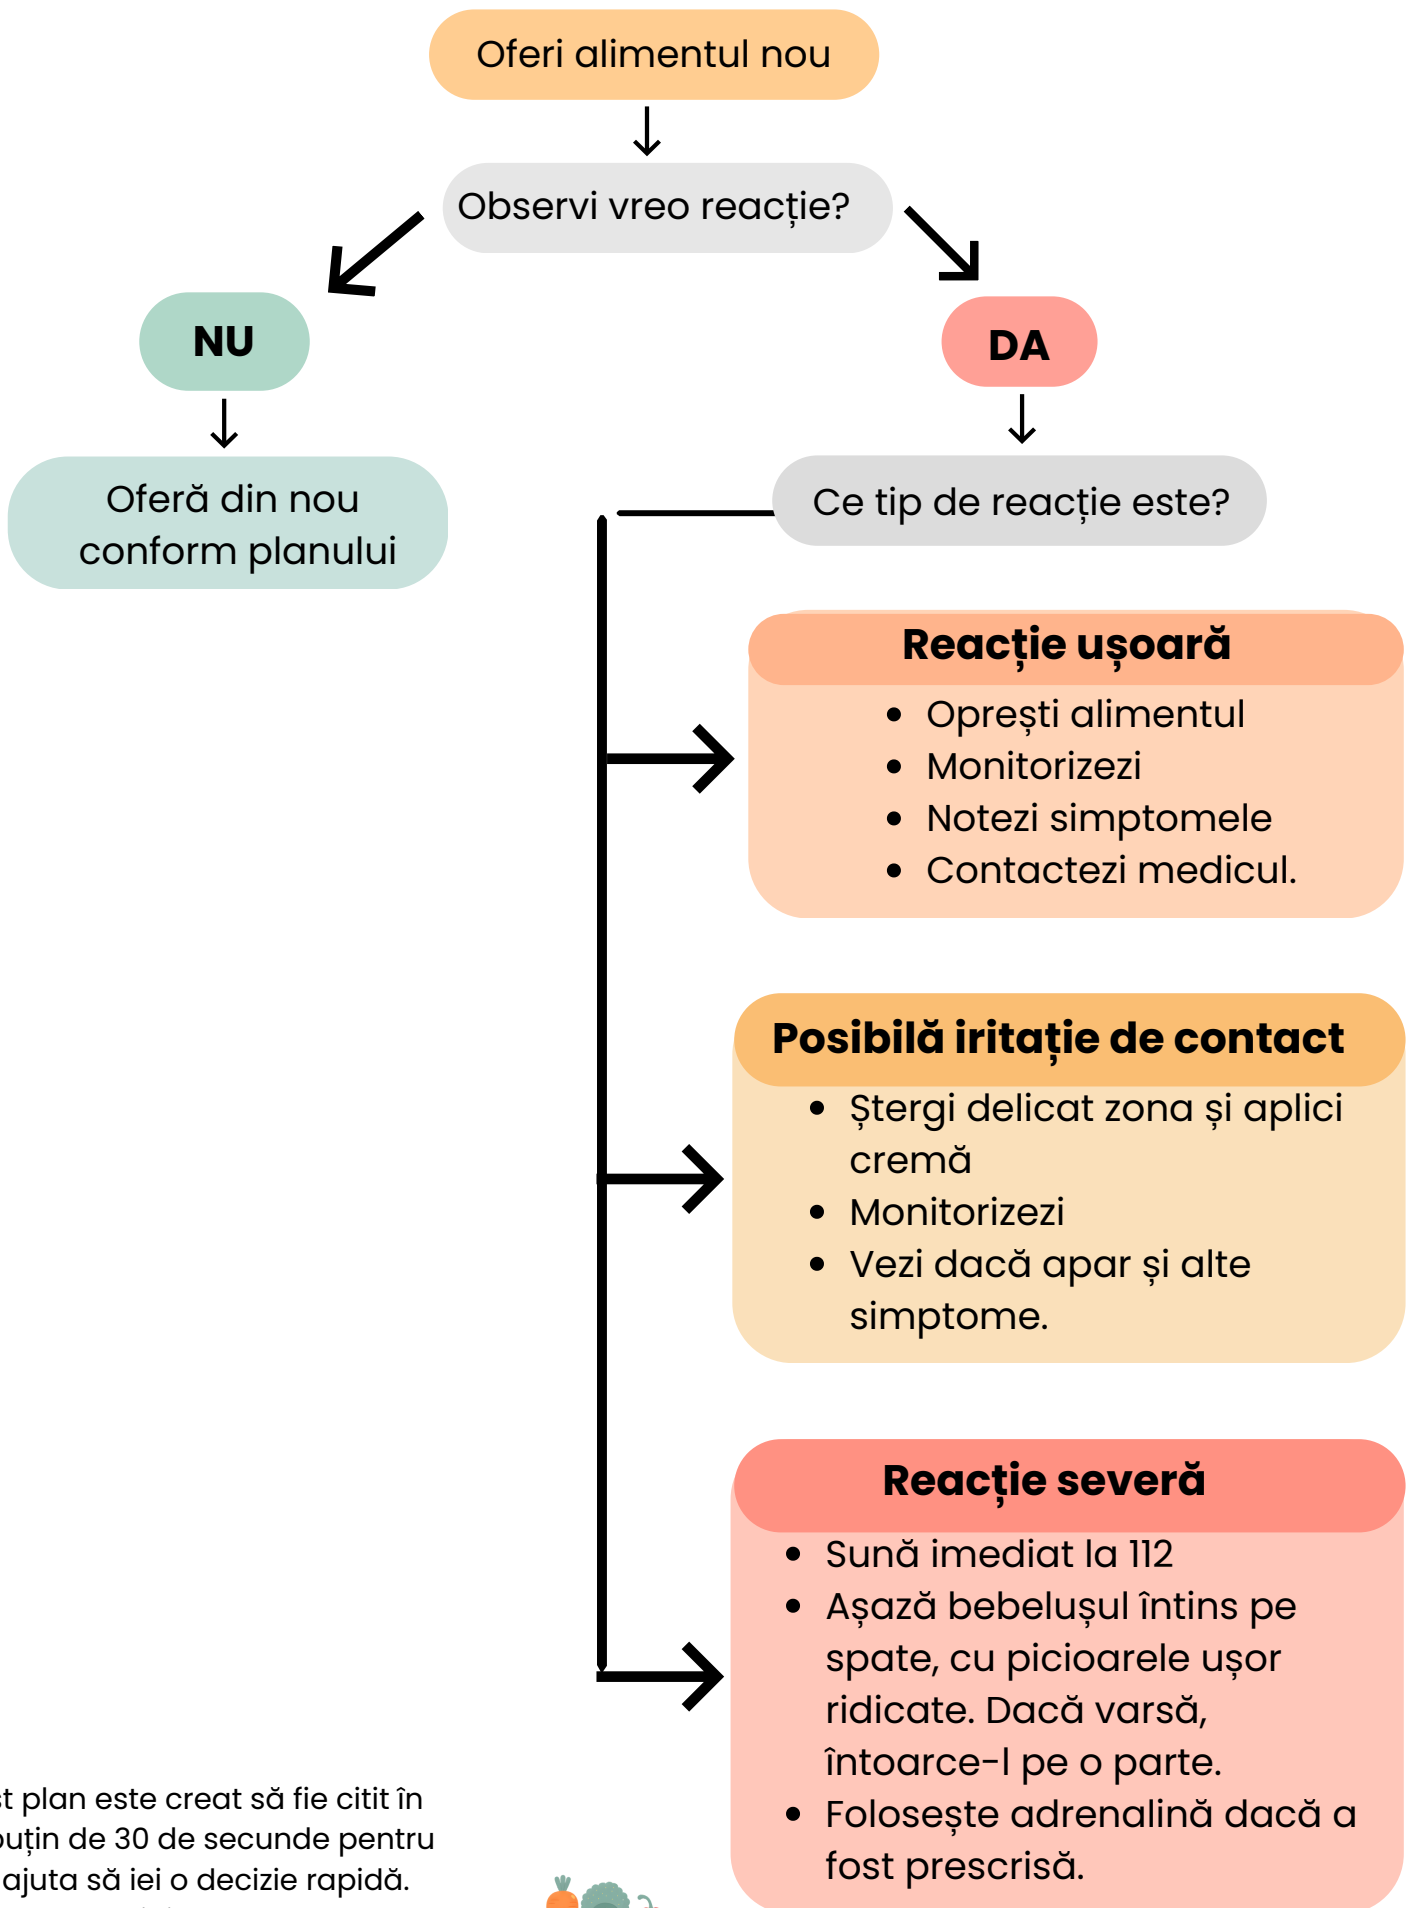 Oferi alimentul nou
Observi vreo reacție?
NU
DA
Oferă din nou
conform planului
Ce tip de reacție este?
Reacție ușoară
• Oprești alimentul
• Monitorizezi
• Notezi simptomele
• Contactezi medicul.
Posibilă iritație de contact
• Ștergi delicat zona și aplici
cremă
• Monitorizezi
• Vezi dacă apar și alte
simptome.
Reacție severă
• Sună imediat la 112
• Așază bebelușul întins pe
spate, cu picioarele ușor
ridicate. Dacă varsă,
întoarce-l pe o parte.
• Folosește adrenalină dacă a
fost prescrisă.
plan este creat să fie citit în
de 30 de secunde pentru
ajuta să iei o decizie rapidă.